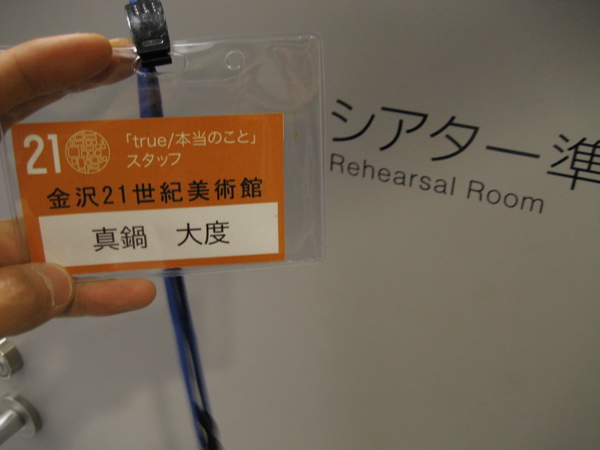 21
「true/本当のこと」
スタッフ
金沢21世紀美術館
真鍋 大度
シアター準
Rehearsal Room